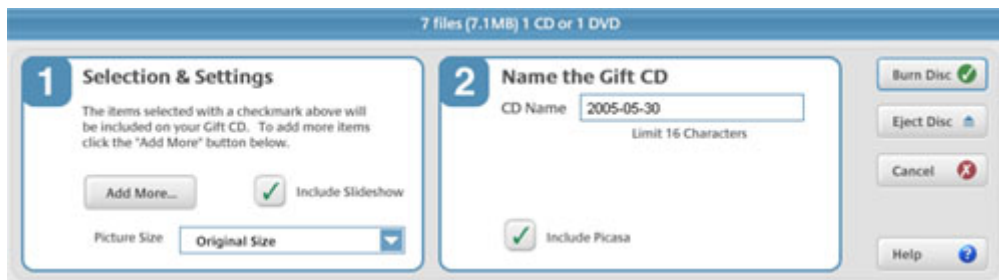 7 files (7.1MB) 1 CD or 1 DVD
1
Selection & Settings
The items selected with a checkmark above will
be included on your Gift CD. To add more items
click the "Add More" button below.
Add More...
Include Slideshow
Picture Size
Original Size
2
Name the Gift CD
CD Name
2005-05-30
Limit 16 Characters
Include Picasa
Burn Disc
Eject Disc
Cancel
Help
?